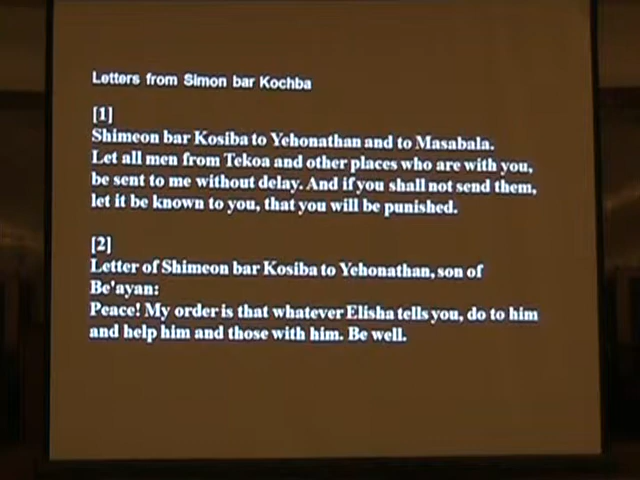 Letters from Simon bar Kochba
[1]
Shimeon bar Kosiba to Yehonathan and to Masabala.
Let all men from Tekoa and other places who are with you,
be sent to me without delay. And if you shall not send them,
let it be known to you, that you will be punished.
[2]
Letter of Shimeon bar Kosiba to Yehonathan, son of
Be'ayan:
Peace! My order is that whatever Elisha tells you, do to him
and help him and those with him. Be well.